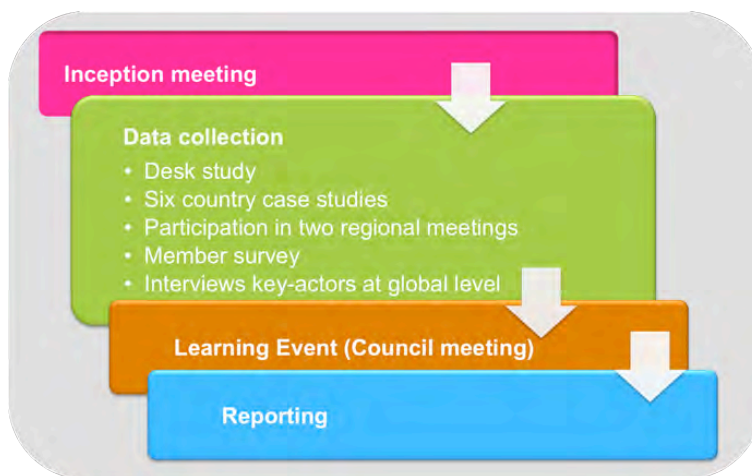 Inception meeting
Data collection
• Desk study
• Six country case studies
• Participation in two regional meetings
• Member survey
• Interviews key-actors at global level
Learning Event (Council meeting)
Reporting